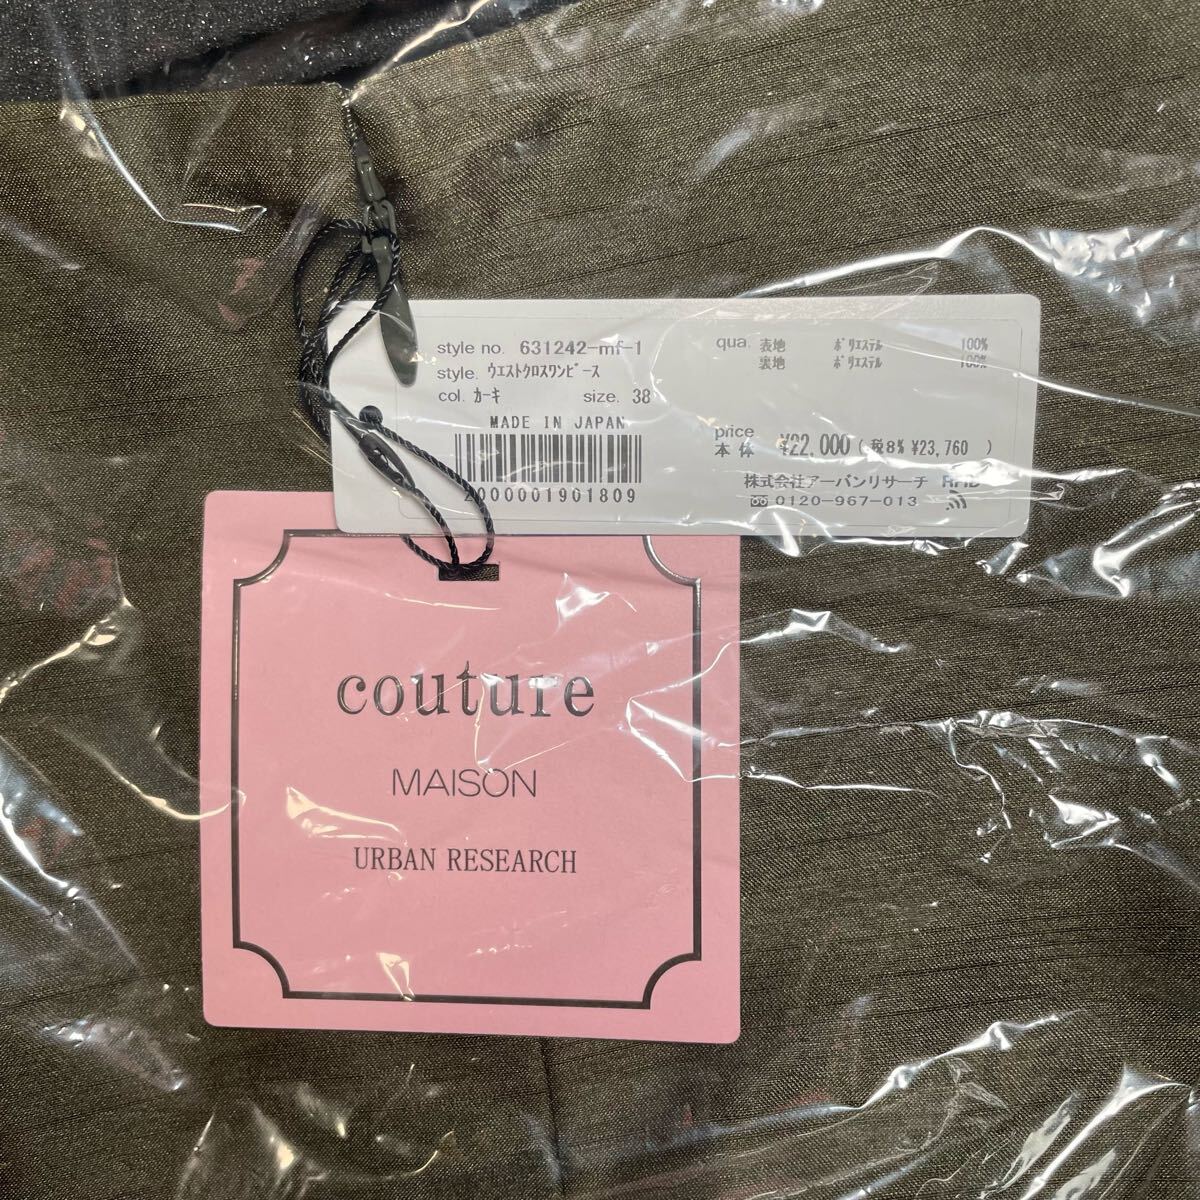 style no. 631242-mf-1
style. ｳｴｽﾄｸﾛｽﾜﾝﾋﾟｰｽ
col. ｶｰｷ size. 38
MADE IN JAPAN
2000001901809
qua. 表地 ﾎﾟﾘｴｽﾃﾙ 100%
裏地 ﾎﾟﾘｴｽﾃﾙ 100%
price
本体 ¥22,000 ( 税8% ¥23,760 )
株式会社アーバンリサーチ RFID
0120-967-013
couture
MAISON
URBAN RESEARCH